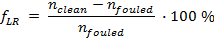 f_LR = (n_clean − n_fouled) / n_fouled · 100 %